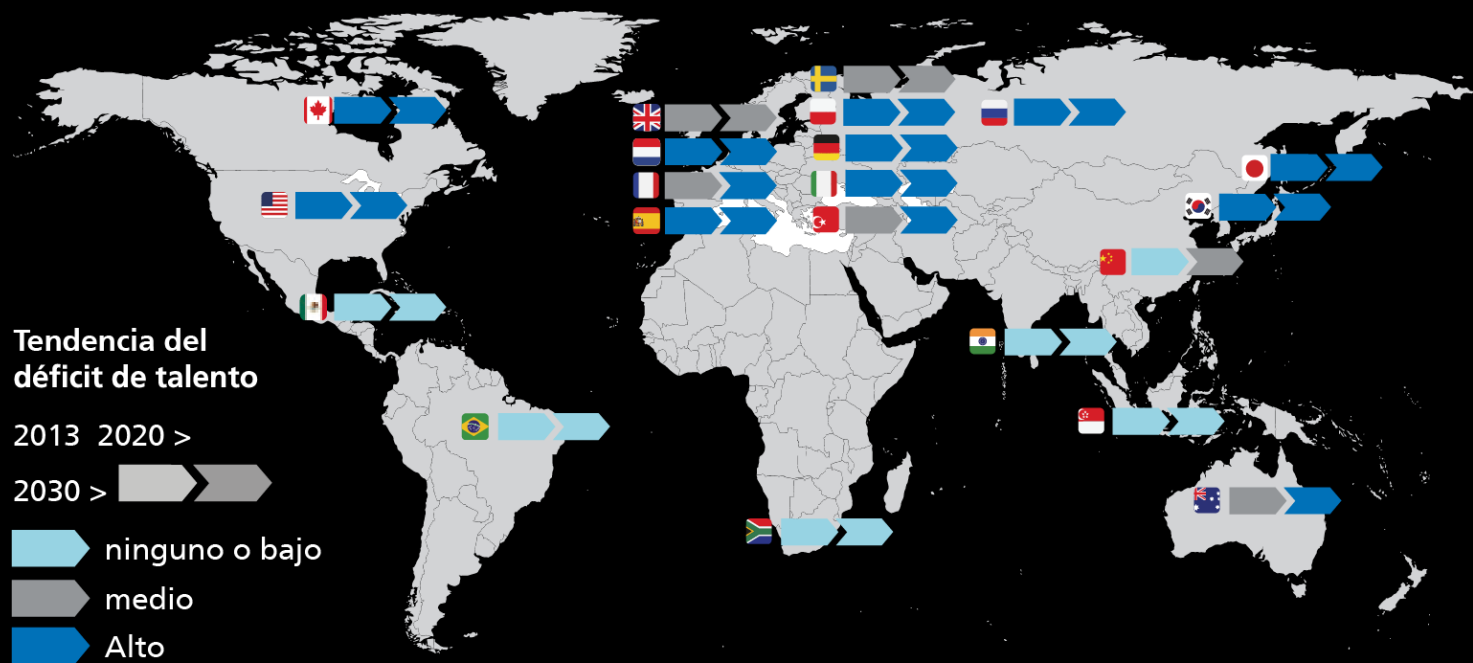 Tendencia del
déficit de talento
2013 2020 >
2030 >
ninguno o bajo
medio
Alto